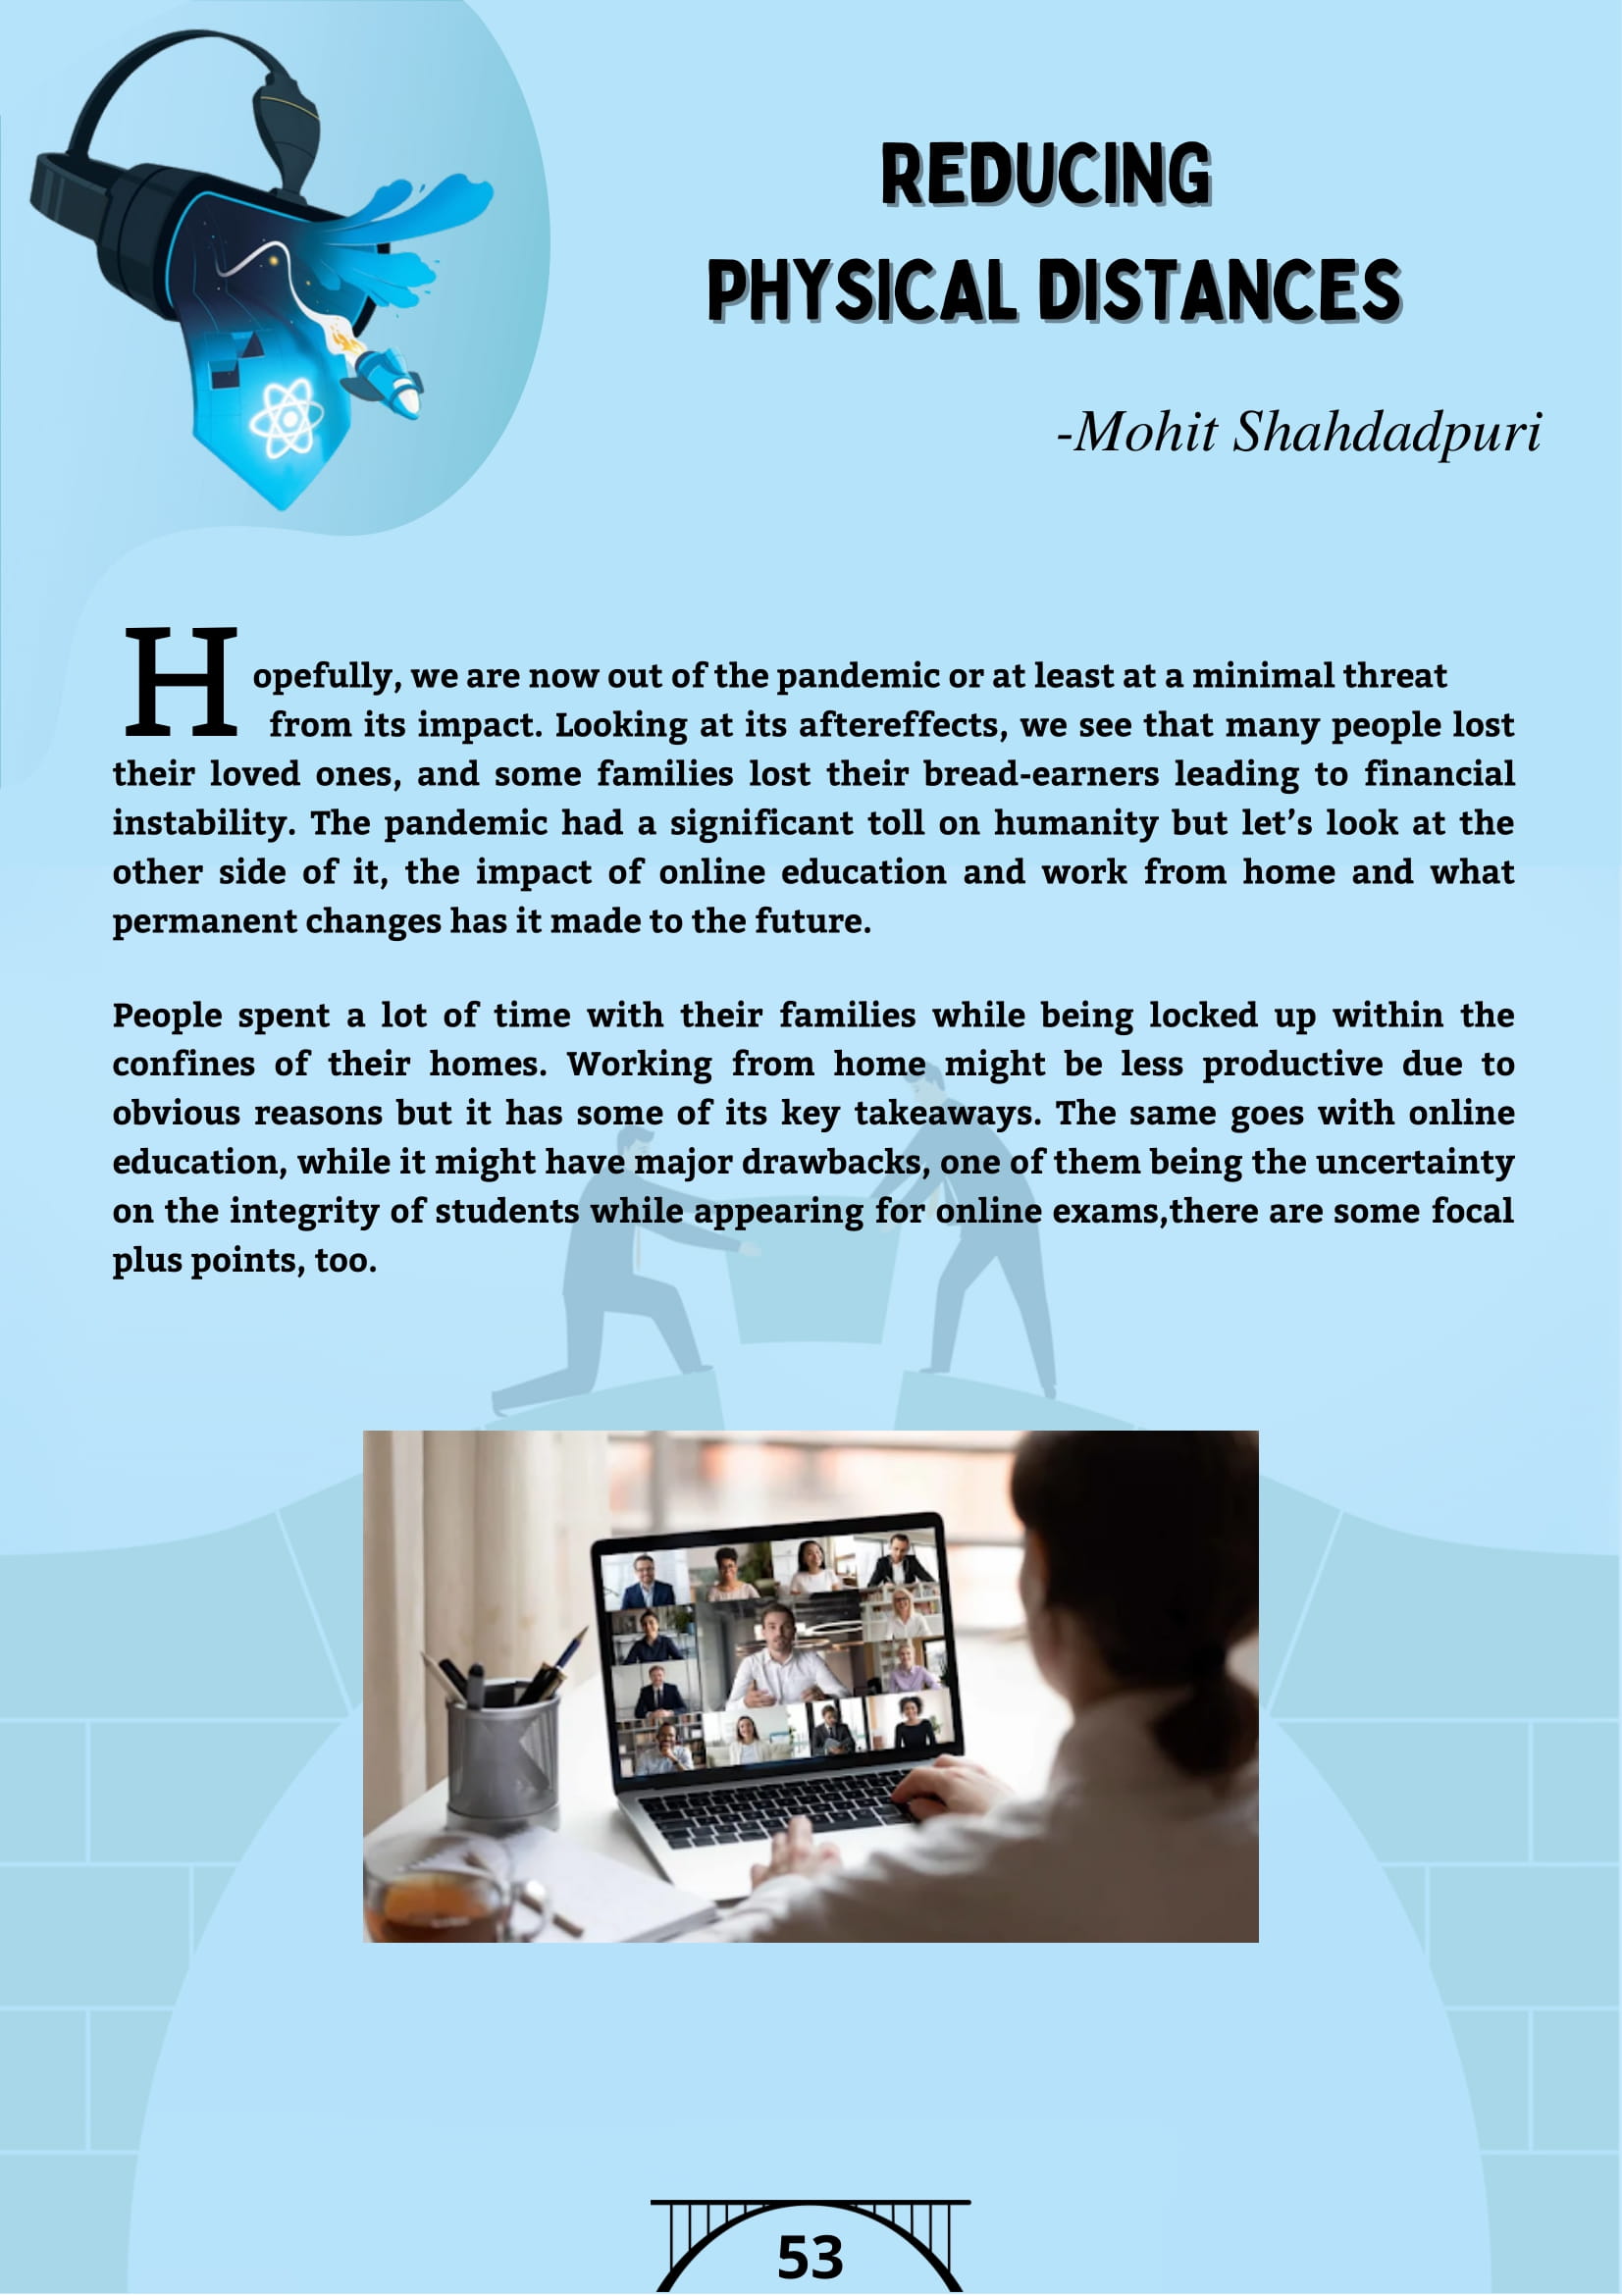 REDUCING
PHYSICAL DISTANCES
-Mohit Shahdadpuri
Hopefully, we are now out of the pandemic or at least at a minimal threat
from its impact. Looking at its aftereffects, we see that many people lost
their loved ones, and some families lost their bread-earners leading to financial
instability. The pandemic had a significant toll on humanity but let’s look at the
other side of it, the impact of online education and work from home and what
permanent changes has it made to the future.
People spent a lot of time with their families while being locked up within the
confines of their homes. Working from home might be less productive due to
obvious reasons but it has some of its key takeaways. The same goes with online
education, while it might have major drawbacks, one of them being the uncertainty
on the integrity of students while appearing for online exams,there are some focal
plus points, too.
53